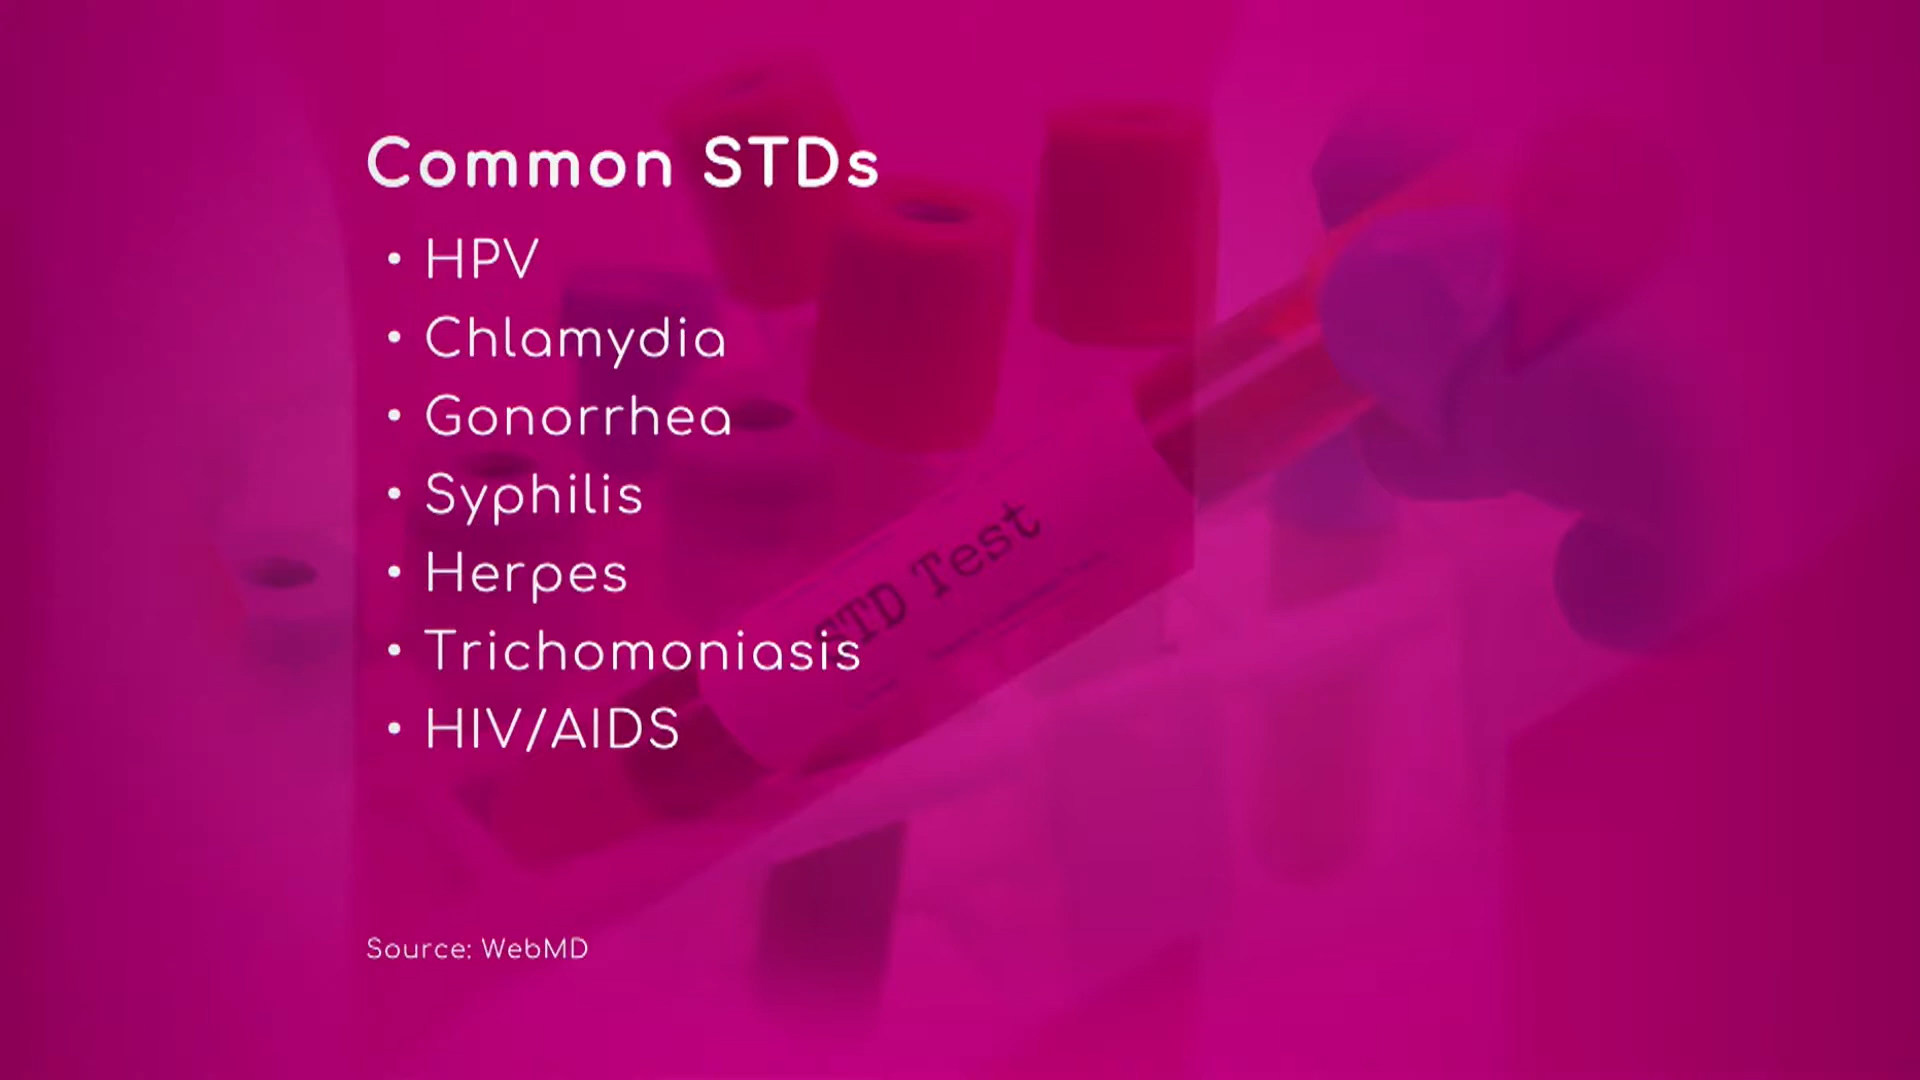 Common STDs
• HPV
• Chlamydia
• Gonorrhea
• Syphilis
• Herpes
• Trichomoniasis
• HIV/AIDS
STD Test
Source: WebMD